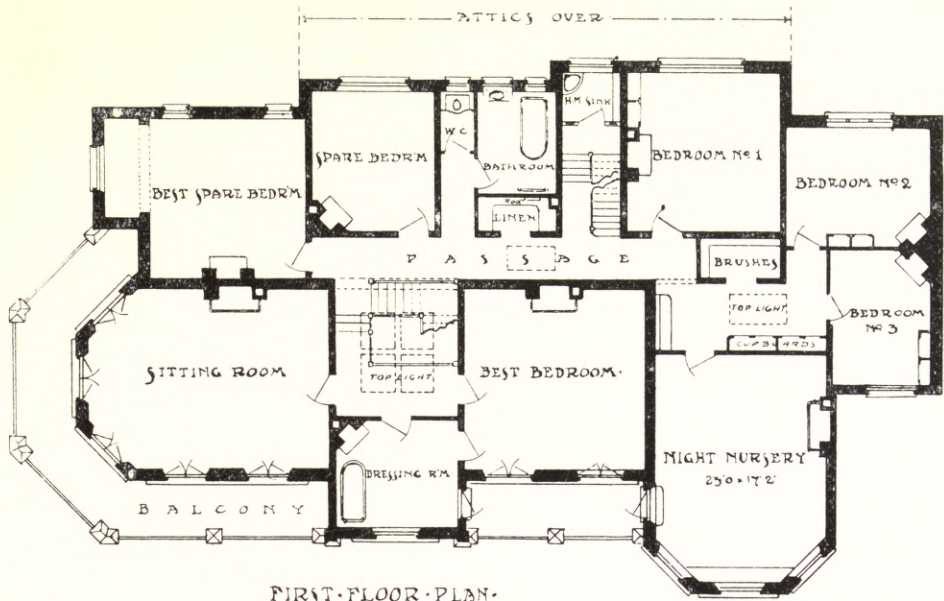 ATTICS OVER
H.M. SINK
W.C.
SPARE BEDR'M
BATHROOM
BEDROOM Nº 1
BEST SPARE BEDR'M
BEDROOM Nº 2
LINEN
PASSAGE
BRUSHES
TOP LIGHT
BEDROOM
Nº 3
CUPBOARDS
SITTING ROOM
TOP LIGHT
BEST BEDROOM.
NIGHT NURSERY
23'0 × 17'2
DRESSING R'M
BALCONY
FIRST·FLOOR·PLAN·